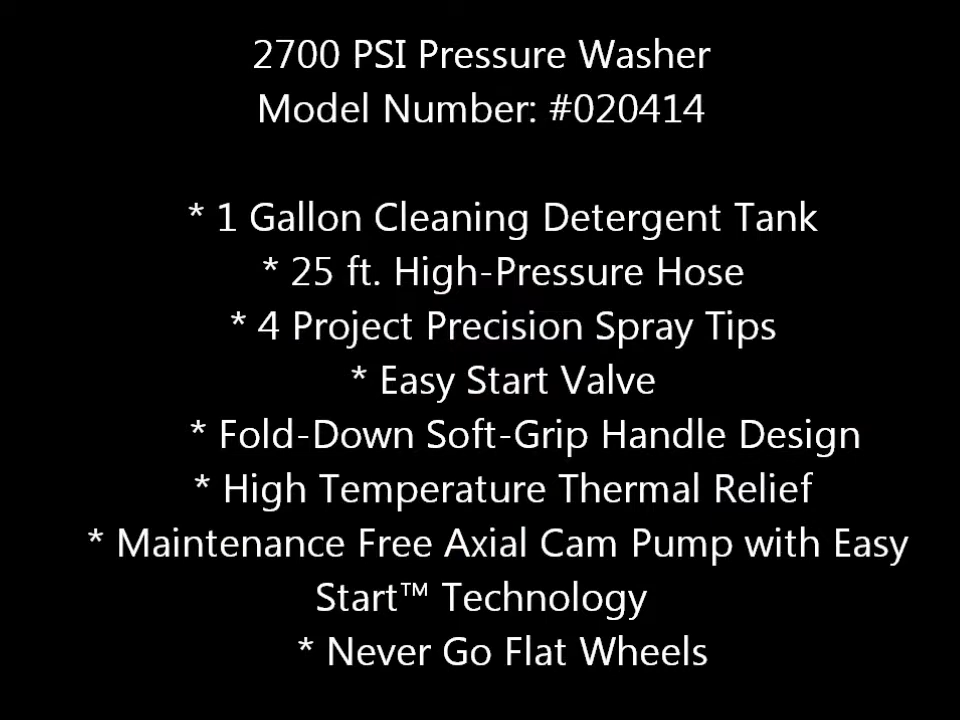 2700 PSI Pressure Washer
Model Number: #020414
* 1 Gallon Cleaning Detergent Tank
* 25 ft. High-Pressure Hose
* 4 Project Precision Spray Tips
* Easy Start Valve
* Fold-Down Soft-Grip Handle Design
* High Temperature Thermal Relief
* Maintenance Free Axial Cam Pump with Easy
Start™ Technology
* Never Go Flat Wheels